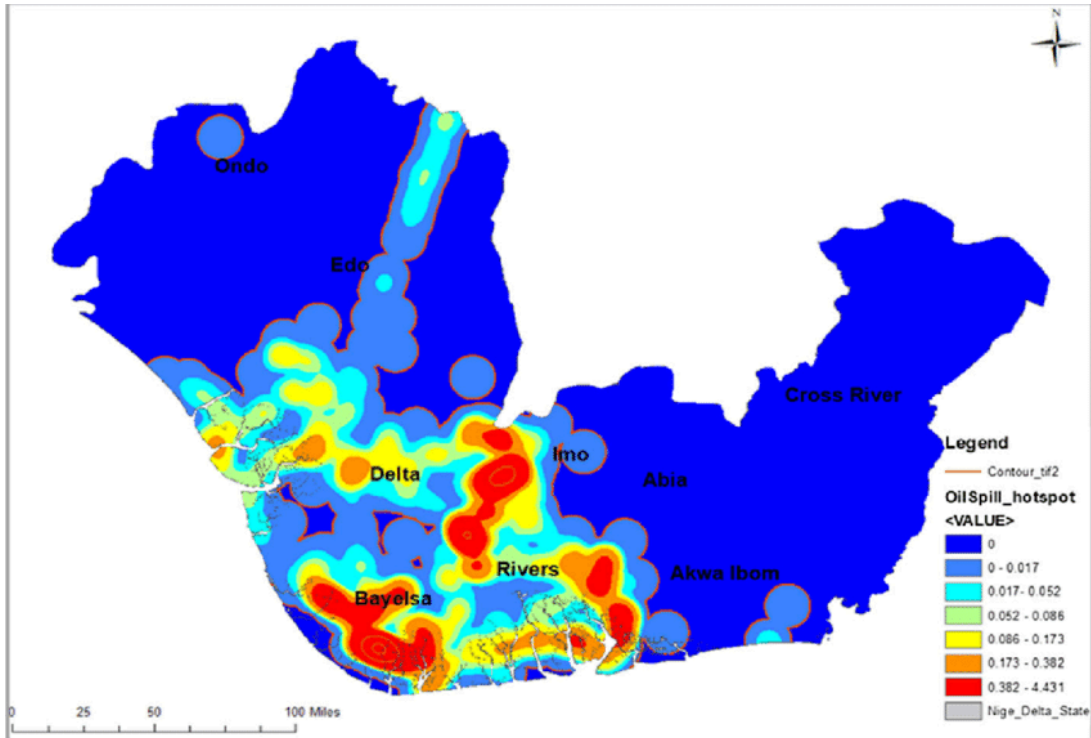 N
Ondo
Edo
Cross River
Legend
Contour_tif2
OilSpill_hotspot
<VALUE>
0
0 - 0.017
0.017- 0.052
0.052 - 0.086
0.086 - 0.173
0.173 - 0.382
0.382 - 4.431
Nige_Delta_State
Imo
Delta
Abia
Rivers
Akwa Ibom
Bayelsa
0 25 50 100 Miles